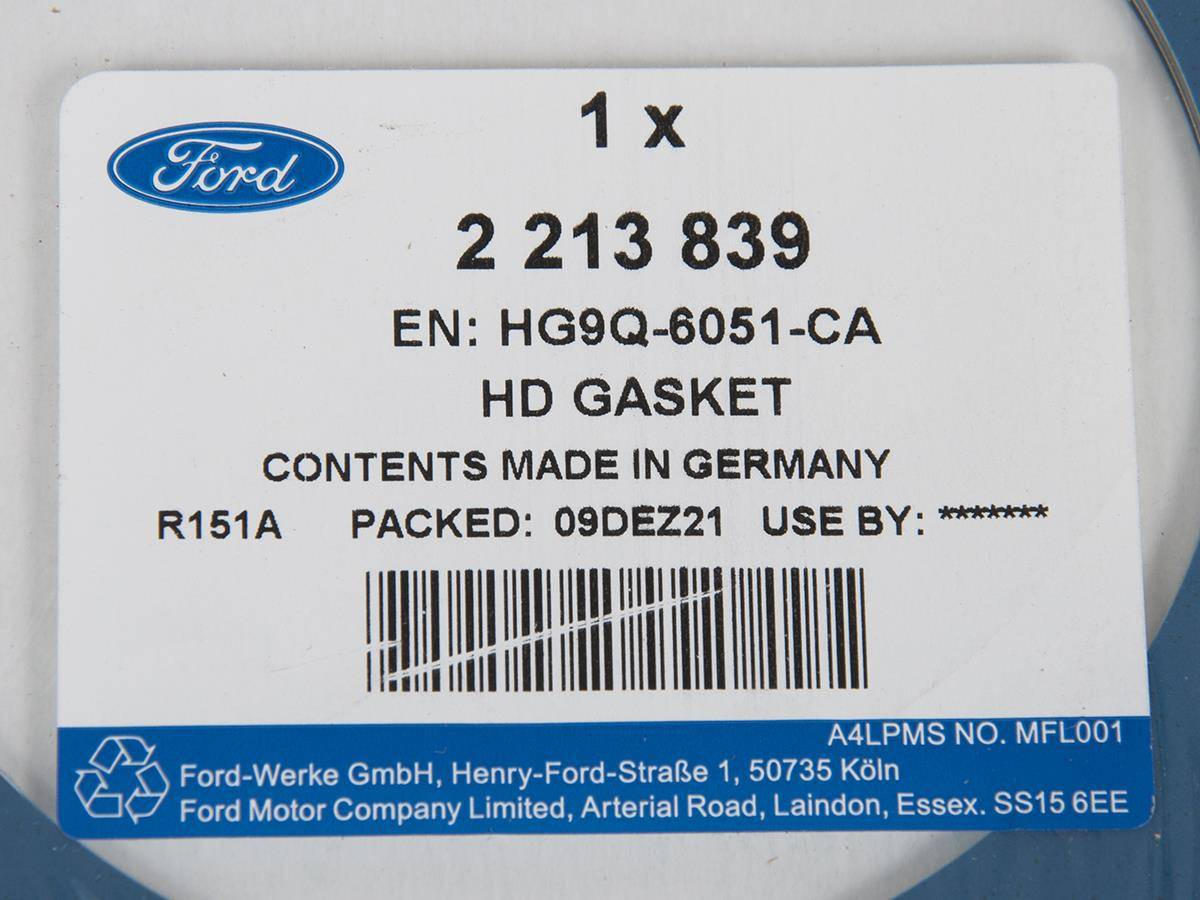 Ford
1 x
2 213 839
EN: HG9Q-6051-CA
HD GASKET
CONTENTS MADE IN GERMANY
R151A PACKED: 09DEZ21 USE BY: *******
A4LPMS NO. MFL001
Ford-Werke GmbH, Henry-Ford-Straße 1, 50735 Köln
Ford Motor Company Limited, Arterial Road, Laindon, Essex. SS15 6EE